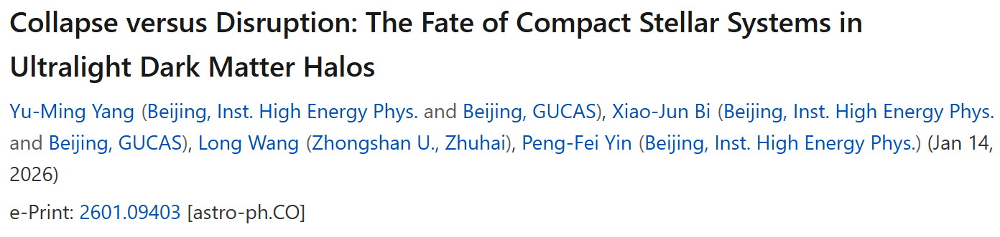 Collapse versus Disruption: The Fate of Compact Stellar Systems in
Ultralight Dark Matter Halos
Yu-Ming Yang (Beijing, Inst. High Energy Phys. and Beijing, GUCAS), Xiao-Jun Bi (Beijing, Inst. High Energy Phys.
and Beijing, GUCAS), Long Wang (Zhongshan U., Zhuhai), Peng-Fei Yin (Beijing, Inst. High Energy Phys.) (Jan 14,
2026)
e-Print: 2601.09403 [astro-ph.CO]